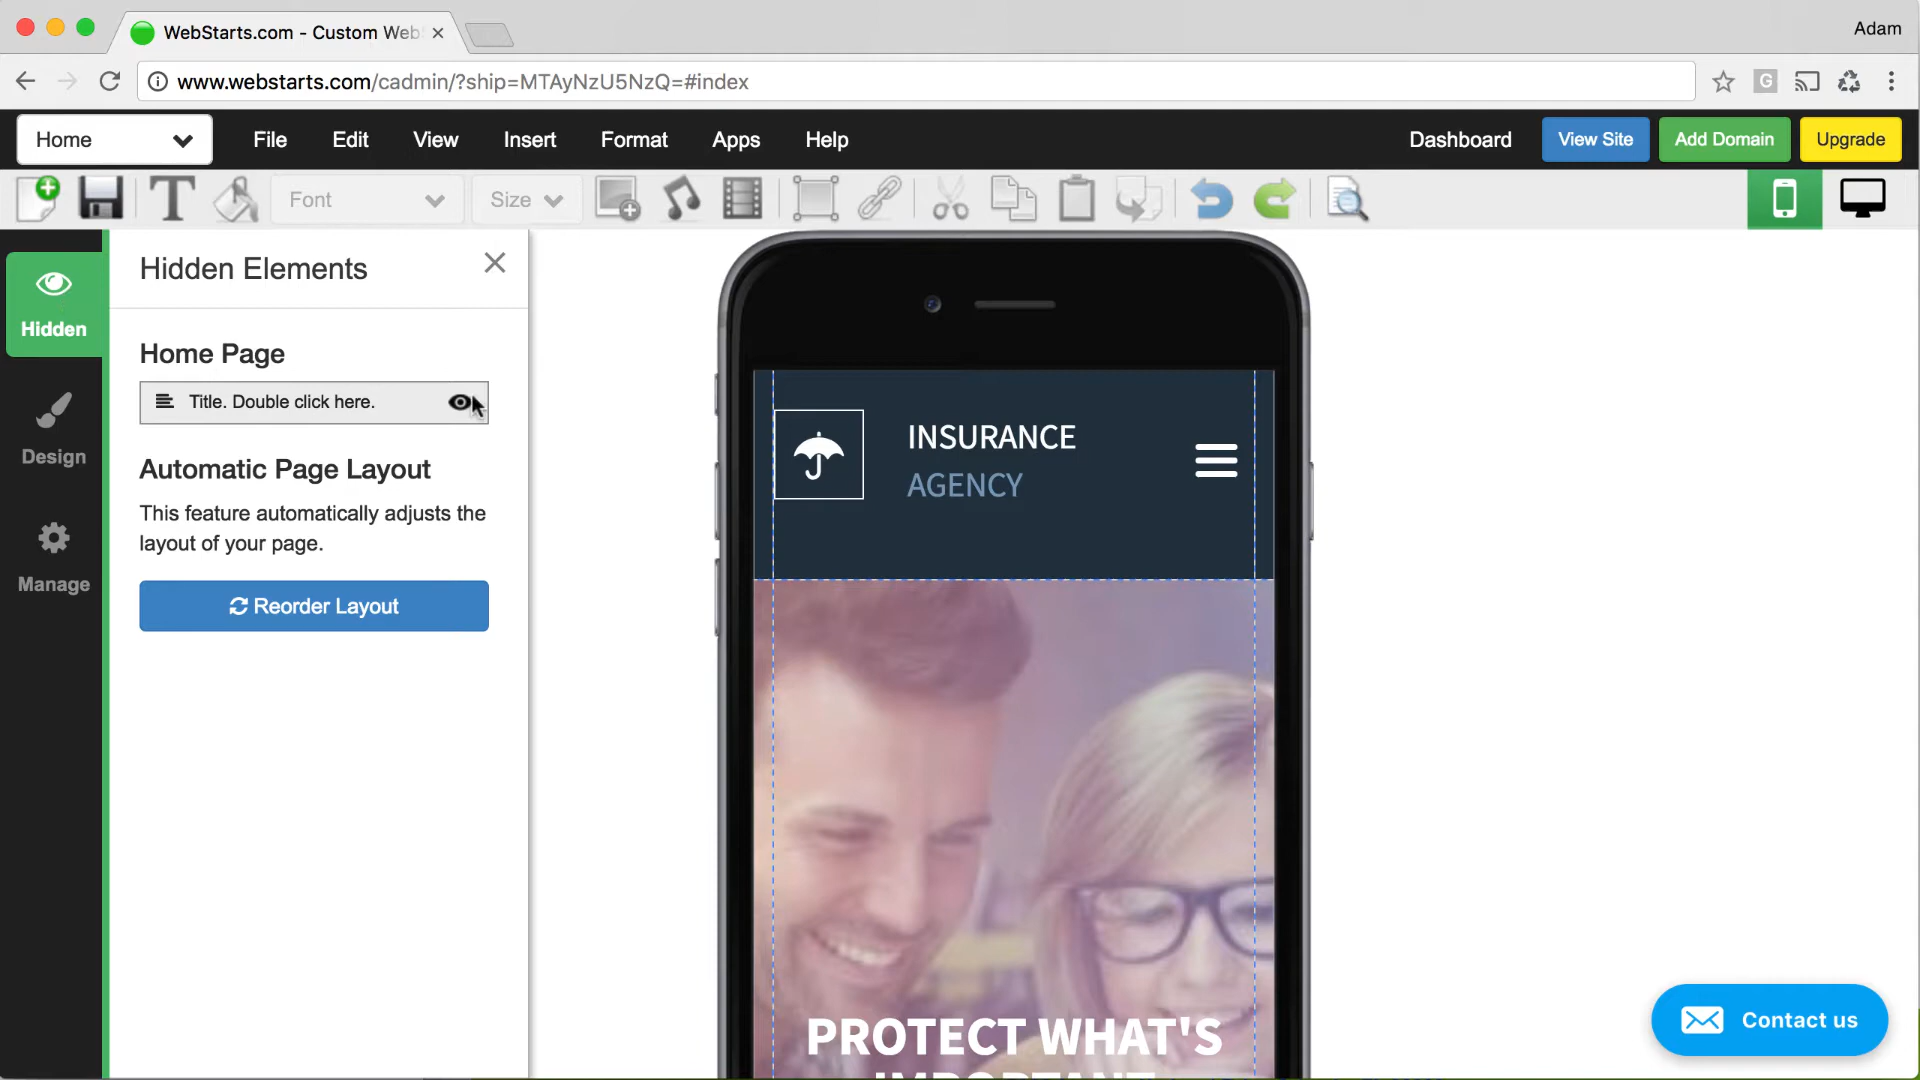 WebStarts.com - Custom Web
Adam
www.webstarts.com/cadmin/?ship=MTAyNzU5NzQ=#index
G
Home
File
Edit
View
Insert
Format
Apps
Help
Dashboard
View Site
Add Domain
Upgrade
T
Font
Size
Hidden
Design
Manage
Hidden Elements
Home Page
Title. Double click here.
Automatic Page Layout
This feature automatically adjusts the
layout of your page.
Reorder Layout
INSURANCE
AGENCY
PROTECT WHAT'S
IMPORTANT
Contact us